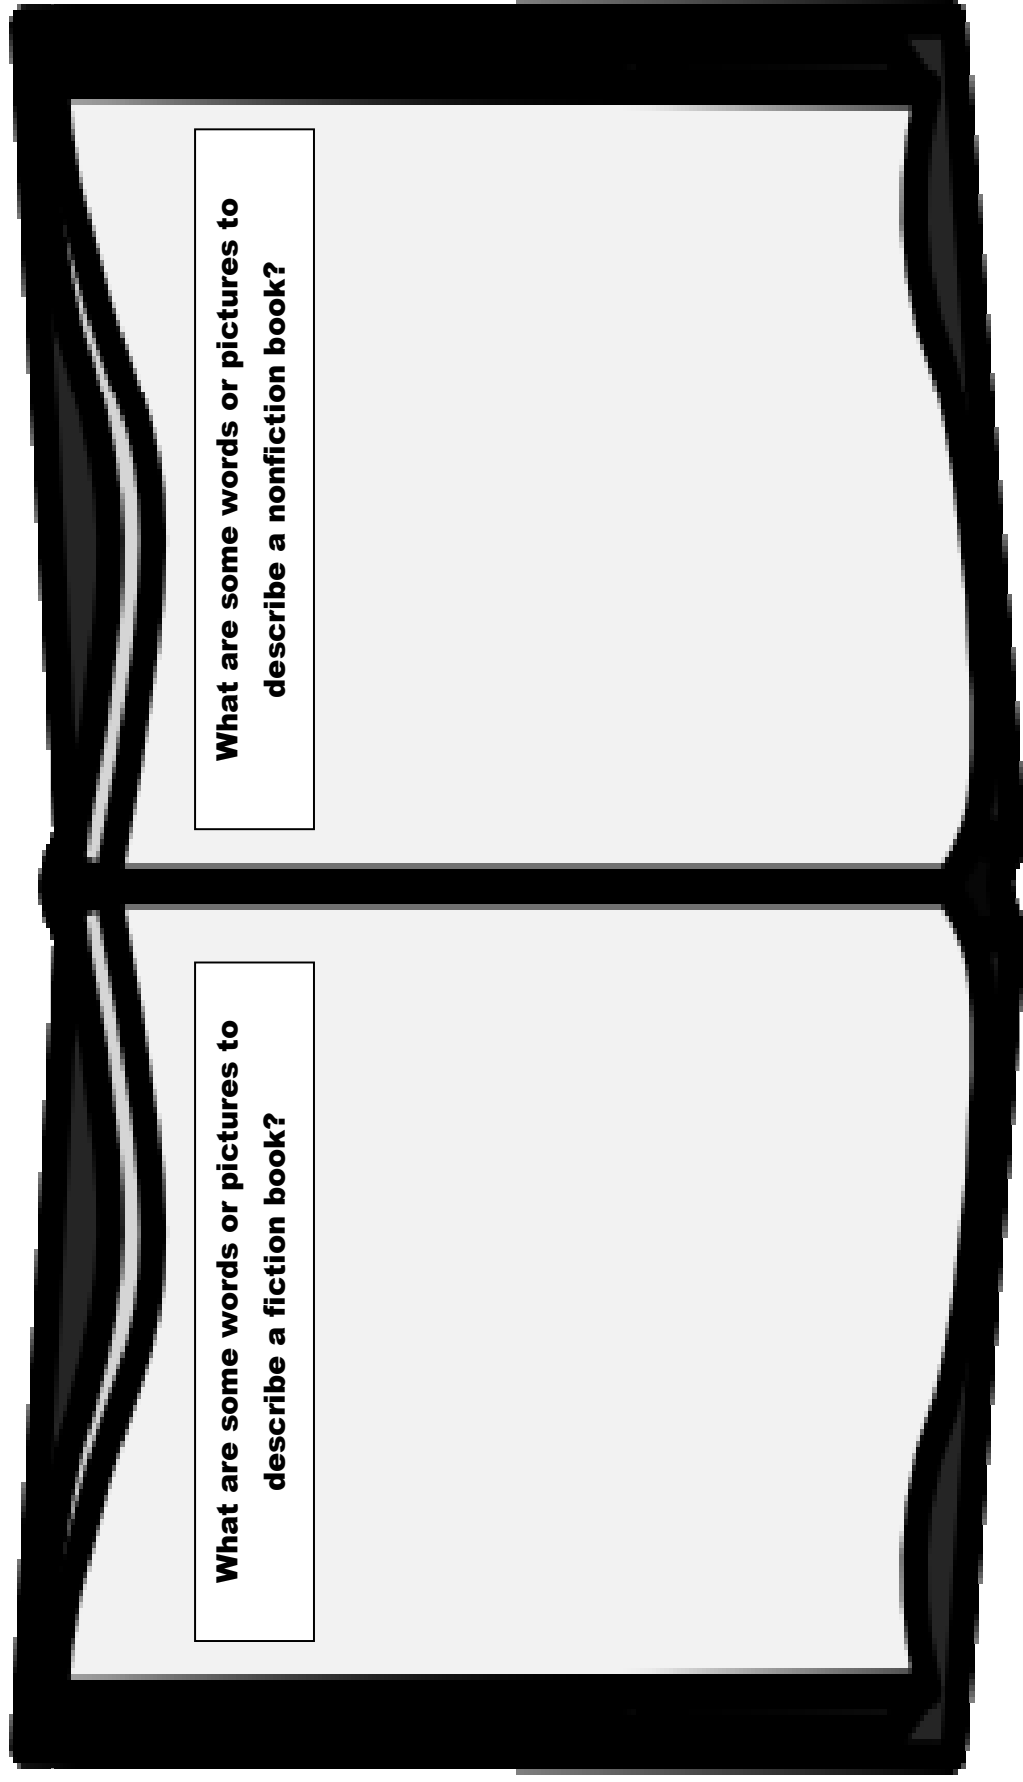 What are some words or pictures to
describe a fiction book?
What are some words or pictures to
describe a nonfiction book?